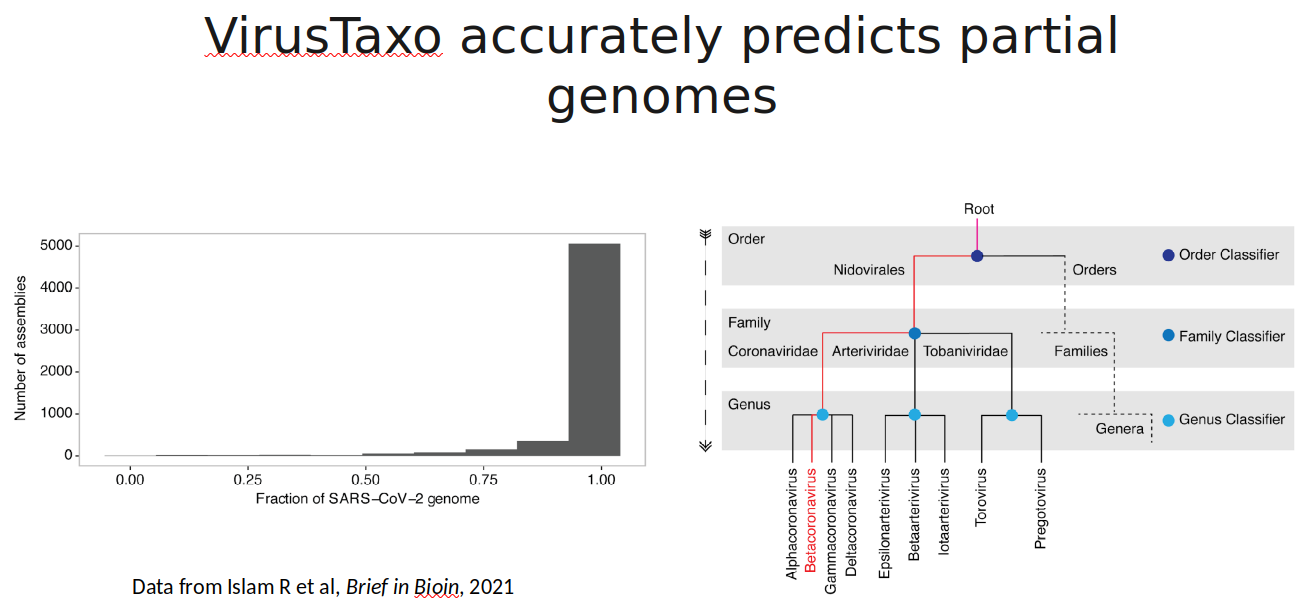 VirusTaxo accurately predicts partial
genomes
Number of assemblies
5000
4000
3000
2000
1000
0
0.00 0.25 0.50 0.75 1.00
Fraction of SARS–CoV–2 genome
Data from Islam R et al, Brief in Bioin, 2021
Root
Order
Nidovirales
Orders
Order Classifier
Family
Coronaviridae
Arteriviridae
Tobaniviridae
Families
Family Classifier
Genus
Genera
Genus Classifier
Alphacoronavirus
Betacoronavirus
Gammacoronavirus
Deltacoronavirus
Epsilonarterivirus
Betaarterivirus
Iotaarterivirus
Torovirus
Pregotovirus